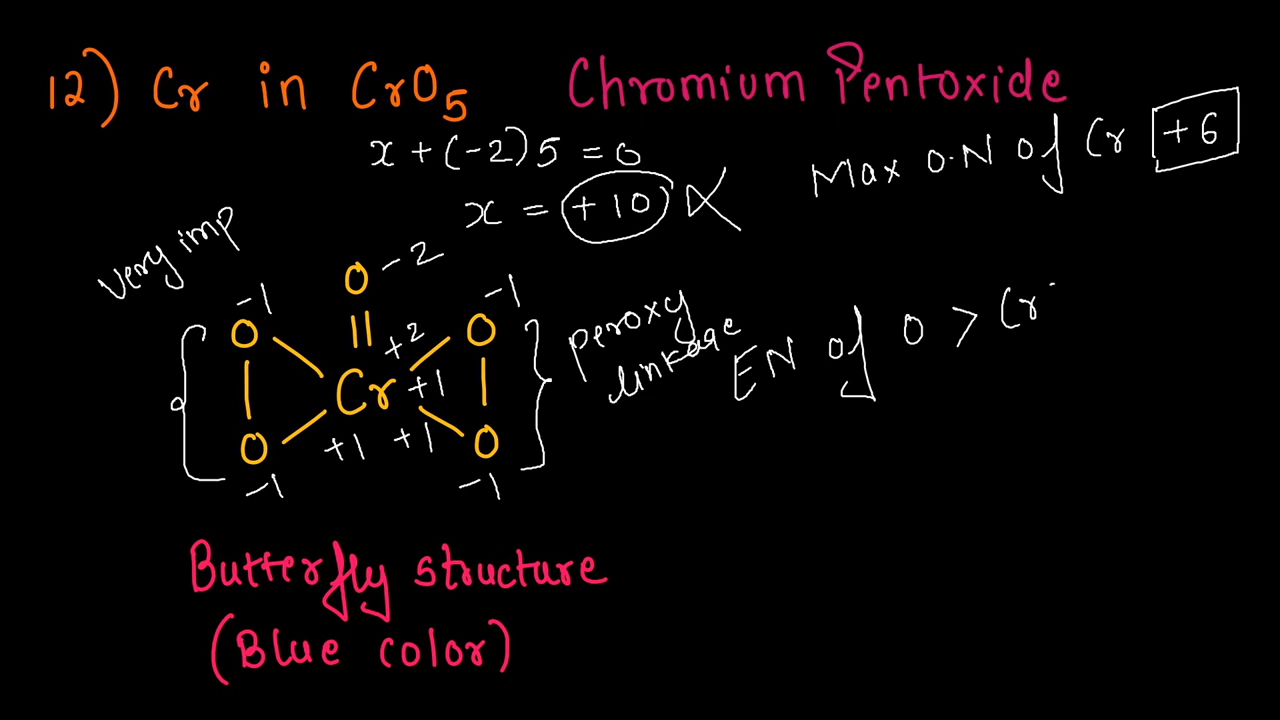 12) Cr in CrO5 Chromium Pentoxide
x + (-2)5 = 0
Max O.N of Cr +6
x = +10
very imp
O -2
-1 -1
O O
+2
peroxy
linkage
EN of O > Cr
Cr +1
O O
+1 +1
-1 -1
Butterfly structure
(Blue color)